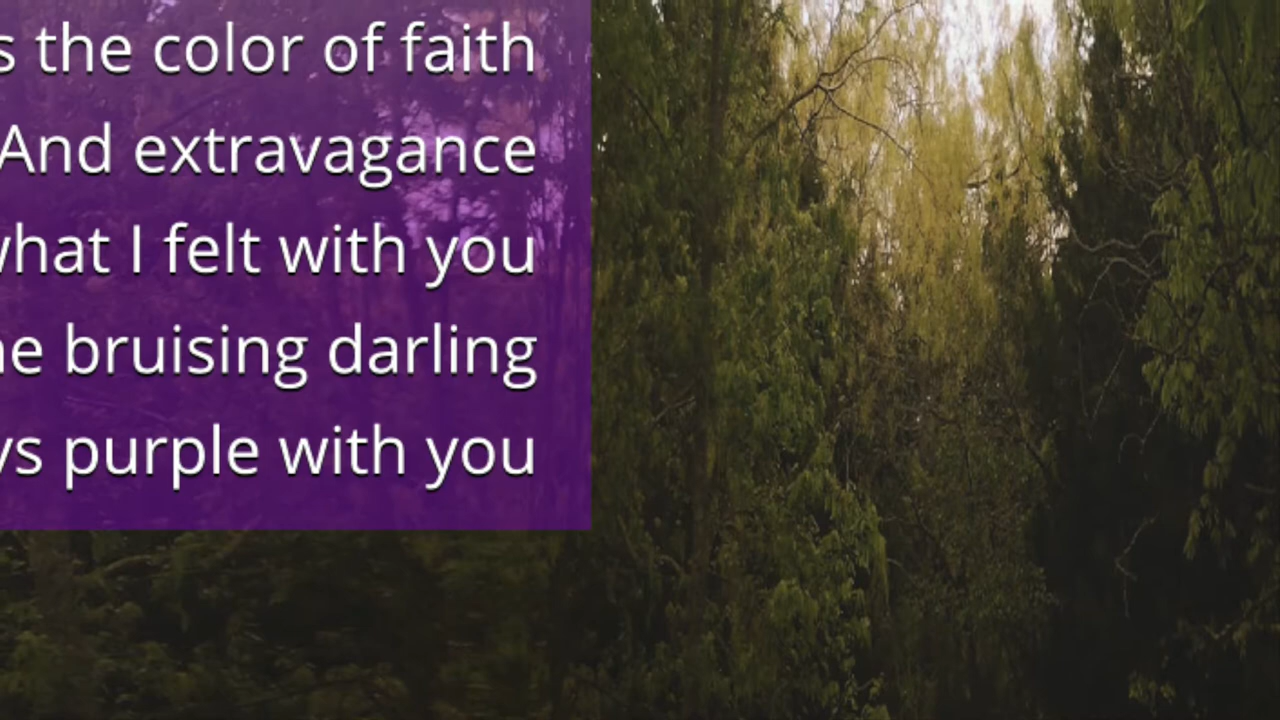 s the color of faith
And extravagance
what I felt with you
he bruising darling
ys purple with you